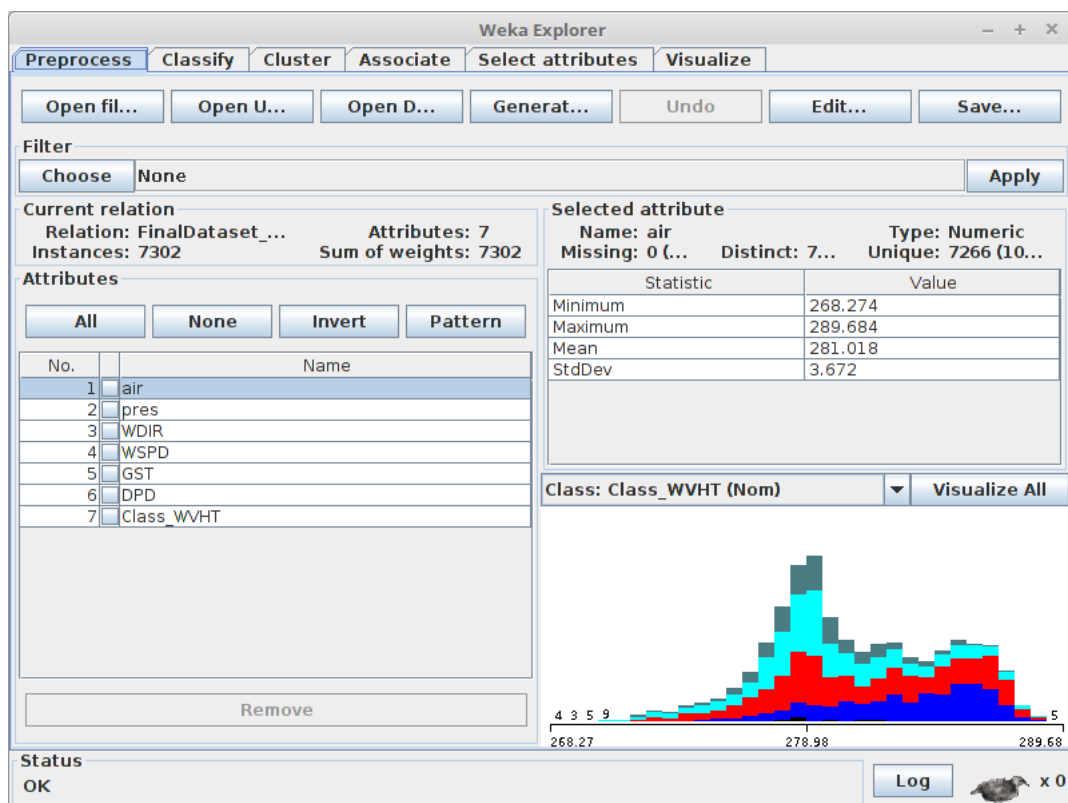 Weka Explorer
Preprocess Classify Cluster Associate Select attributes Visualize
Open fil... Open U... Open D... Generat... Undo Edit... Save...
Filter
Choose None Apply
Current relation
Relation: FinalDataset_... Attributes: 7
Instances: 7302 Sum of weights: 7302
Attributes
All None Invert Pattern
No. Name
1 air
2 pres
3 WDIR
4 WSPD
5 GST
6 DPD
7 Class_WVHT
Remove
Selected attribute
Name: air Type: Numeric
Missing: 0 (... Distinct: 7... Unique: 7266 (10...
Statistic Value
Minimum 268.274
Maximum 289.684
Mean 281.018
StdDev 3.672
Class: Class_WVHT (Nom) Visualize All
4 3 5 9 5
268.27 278.98 289.68
Status
OK
Log x 0